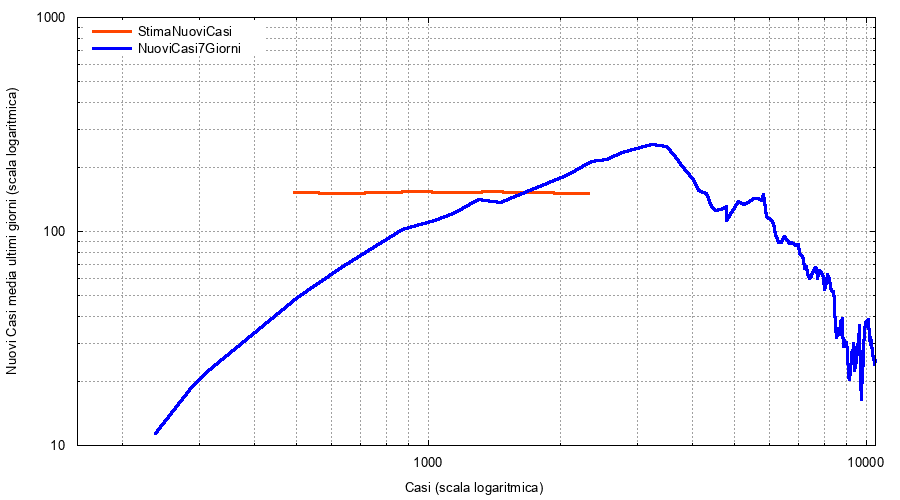 1000
StimaNuoviCasi
NuoviCasi7Giorni
Nuovi Casi media ultimi giorni (scala logaritmica)
100
10
1000
10000
Casi (scala logaritmica)